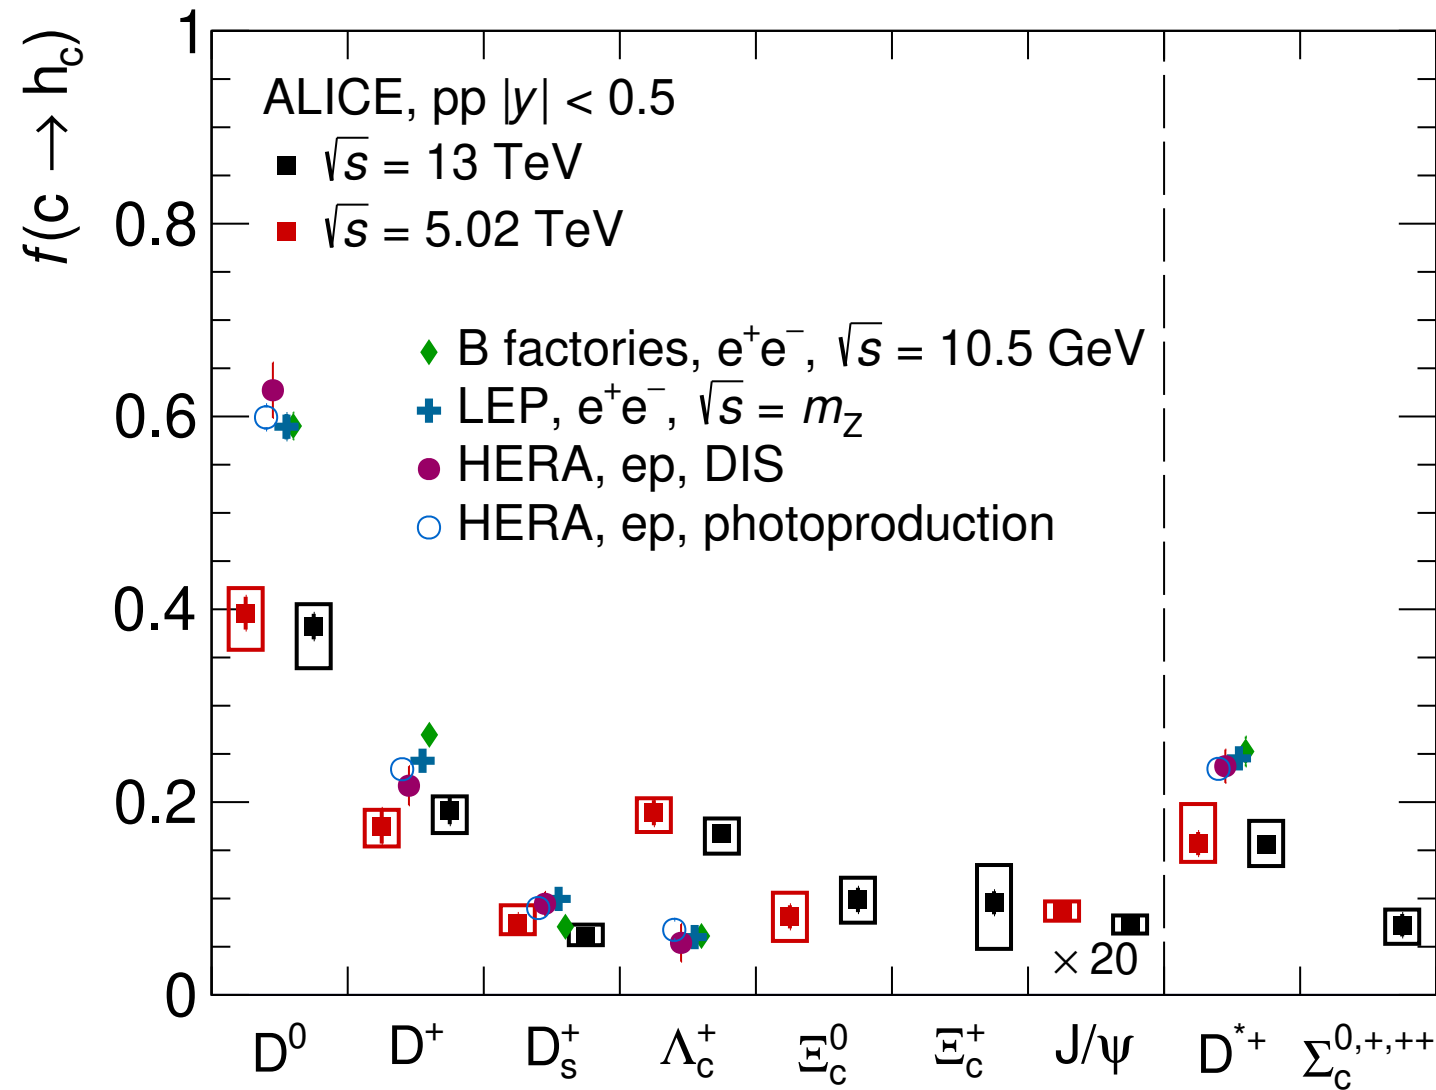 f(c → h_c)
1
0.8
0.6
0.4
0.2
0
ALICE, pp |y| < 0.5
√s = 13 TeV
√s = 5.02 TeV
B factories, e⁺e⁻, √s = 10.5 GeV
LEP, e⁺e⁻, √s = m_Z
HERA, ep, DIS
HERA, ep, photoproduction
× 20
D⁰ D⁺ D_s⁺ Λ_c⁺ Ξ_c⁰ Ξ_c⁺ J/ψ D*⁺ Σ_c⁰,⁺,⁺⁺